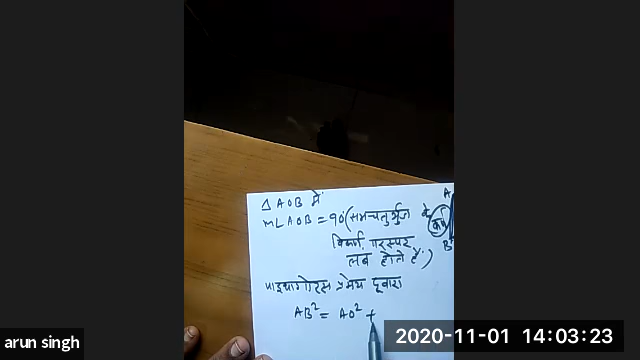 △AOB में
m∠AOB = 90° (समचतुर्भुज के
विकर्ण परस्पर
लंब होते हैं)
पाइथागोरस प्रमेय द्वारा
AB² = AO² +
A
B
arun singh
2020-11-01 14:03:23